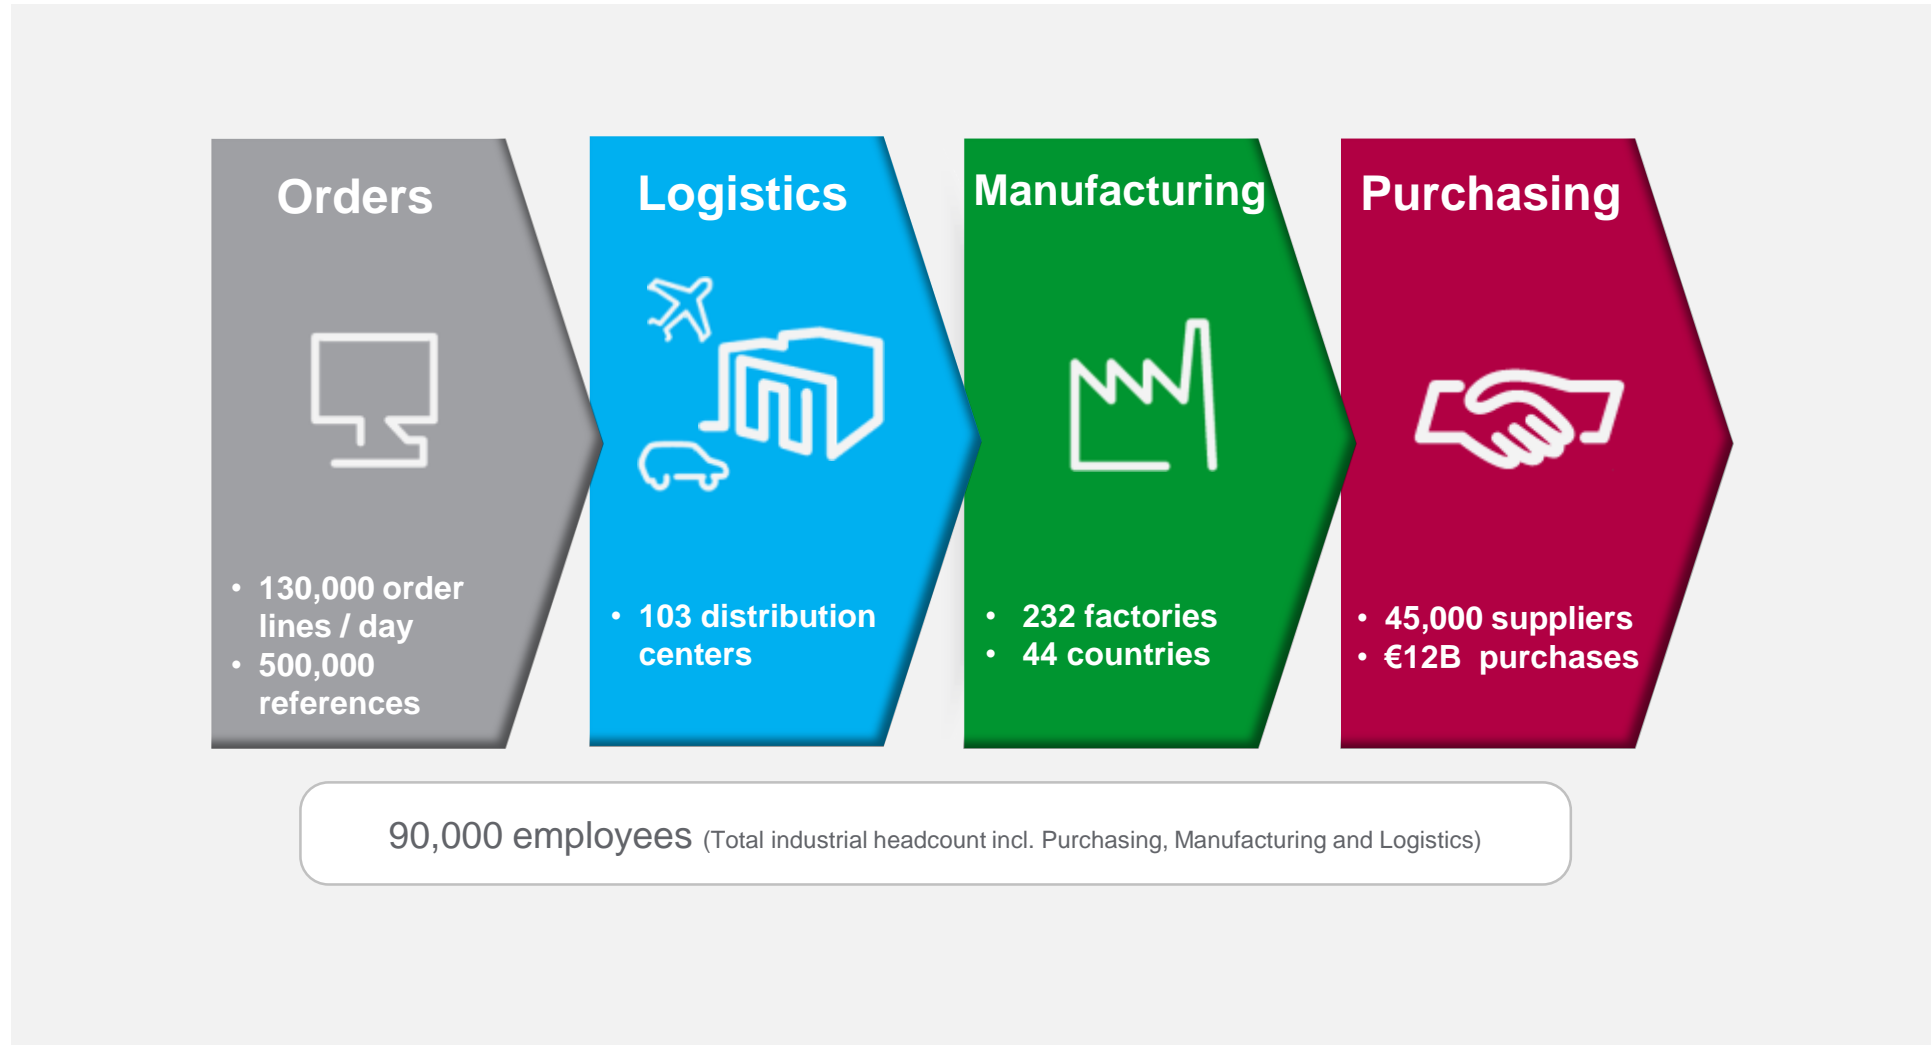 Orders
• 130,000 order
lines / day
• 500,000
references
Logistics
• 103 distribution
centers
Manufacturing
• 232 factories
• 44 countries
Purchasing
• 45,000 suppliers
• €12B purchases
90,000 employees (Total industrial headcount incl. Purchasing, Manufacturing and Logistics)